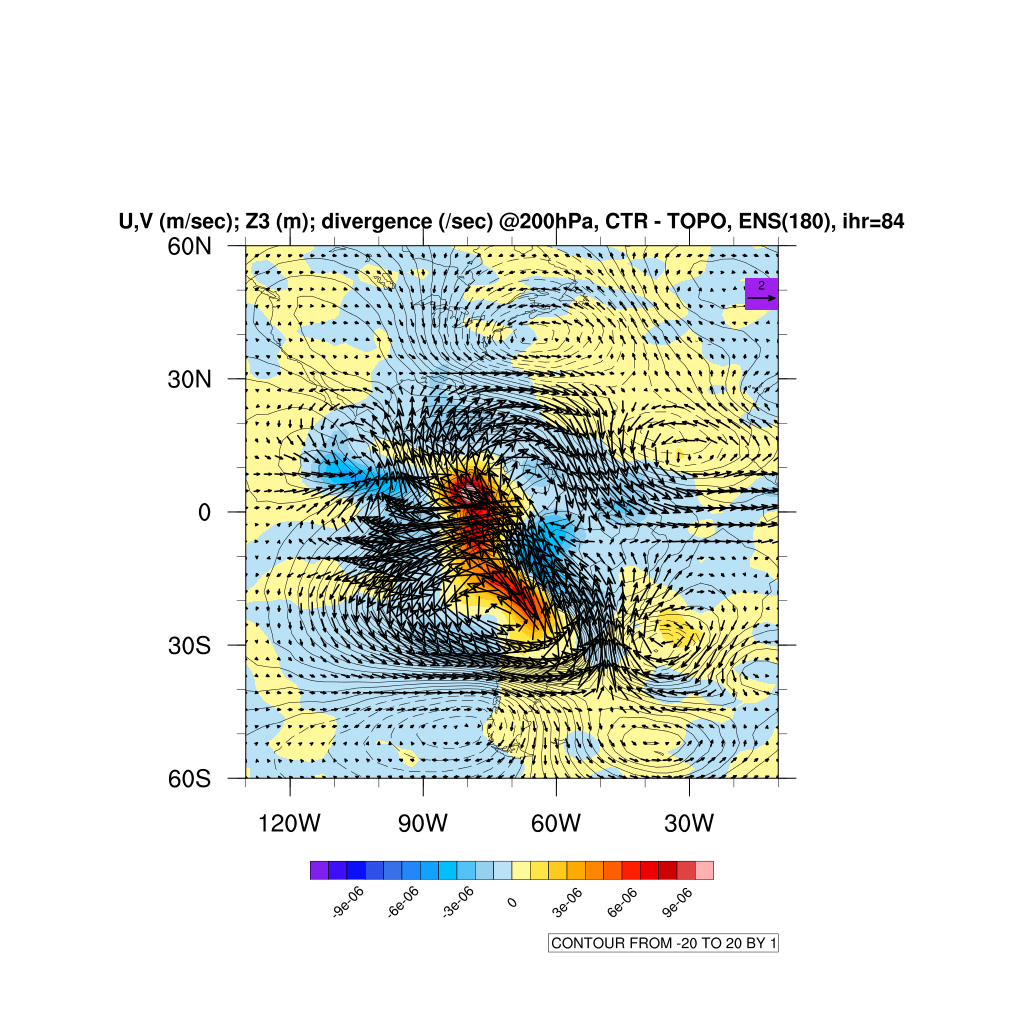 U,V (m/sec); Z3 (m); divergence (/sec) @200hPa, CTR - TOPO, ENS(180), ihr=84
60N
2
30N
0
30S
60S
120W 90W 60W 30W
-9e-06 -6e-06 -3e-06 0 3e-06 6e-06 9e-06
CONTOUR FROM -20 TO 20 BY 1